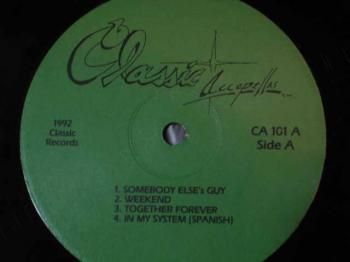 Classic
Accapellas
1992
Classic
Records
CA 101 A
Side A
1. SOMEBODY ELSE's GUY
2. WEEKEND
3. TOGETHER FOREVER
4. IN MY SYSTEM (SPANISH)